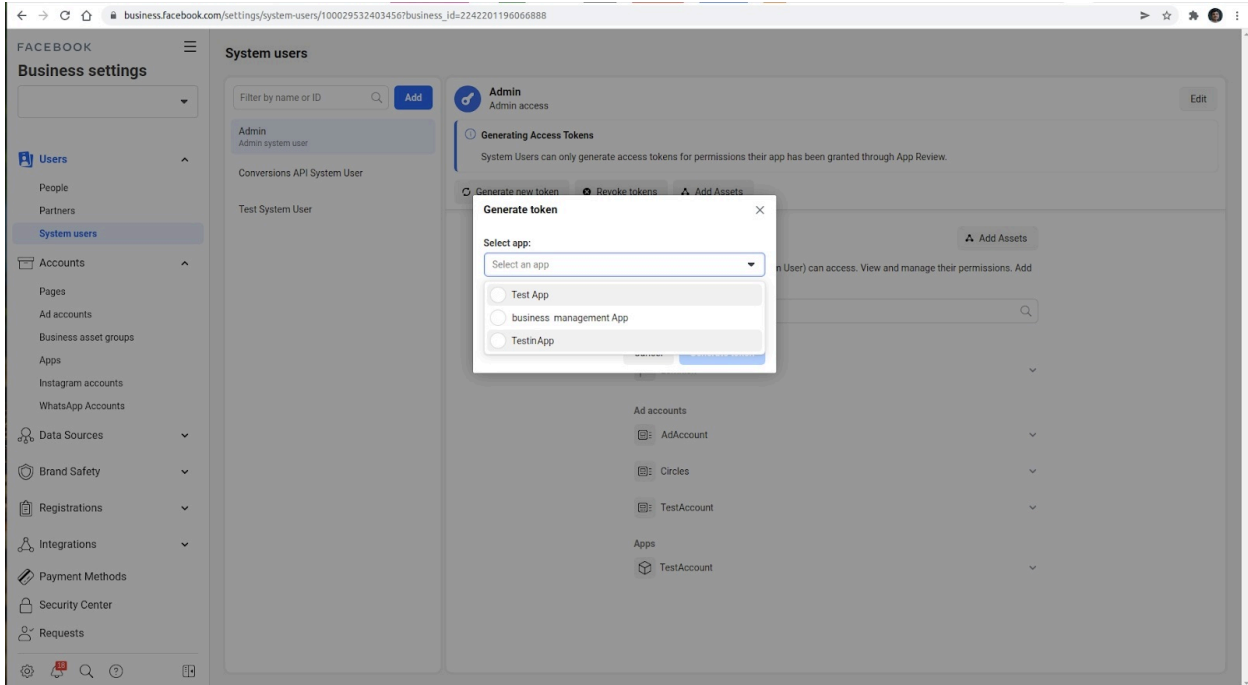 business.facebook.com/settings/system-users/100029532403456?business_id=2242201196066888
FACEBOOK
Business settings
Users
People
Partners
System users
Accounts
Pages
Ad accounts
Business asset groups
Apps
Instagram accounts
WhatsApp Accounts
Data Sources
Brand Safety
Registrations
Integrations
Payment Methods
Security Center
Requests
18
System users
Filter by name or ID
Add
Admin
Admin system user
Conversions API System User
Test System User
Admin
Admin access
Edit
Generating Access Tokens
System Users can only generate access tokens for permissions their app has been granted through App Review.
Generate new token Revoke tokens Add Assets
Generate token
Select app:
Select an app
Test App
business management App
TestinApp
Add Assets
User) can access. View and manage their permissions. Add
Ad accounts
AdAccount
Circles
TestAccount
Apps
TestAccount